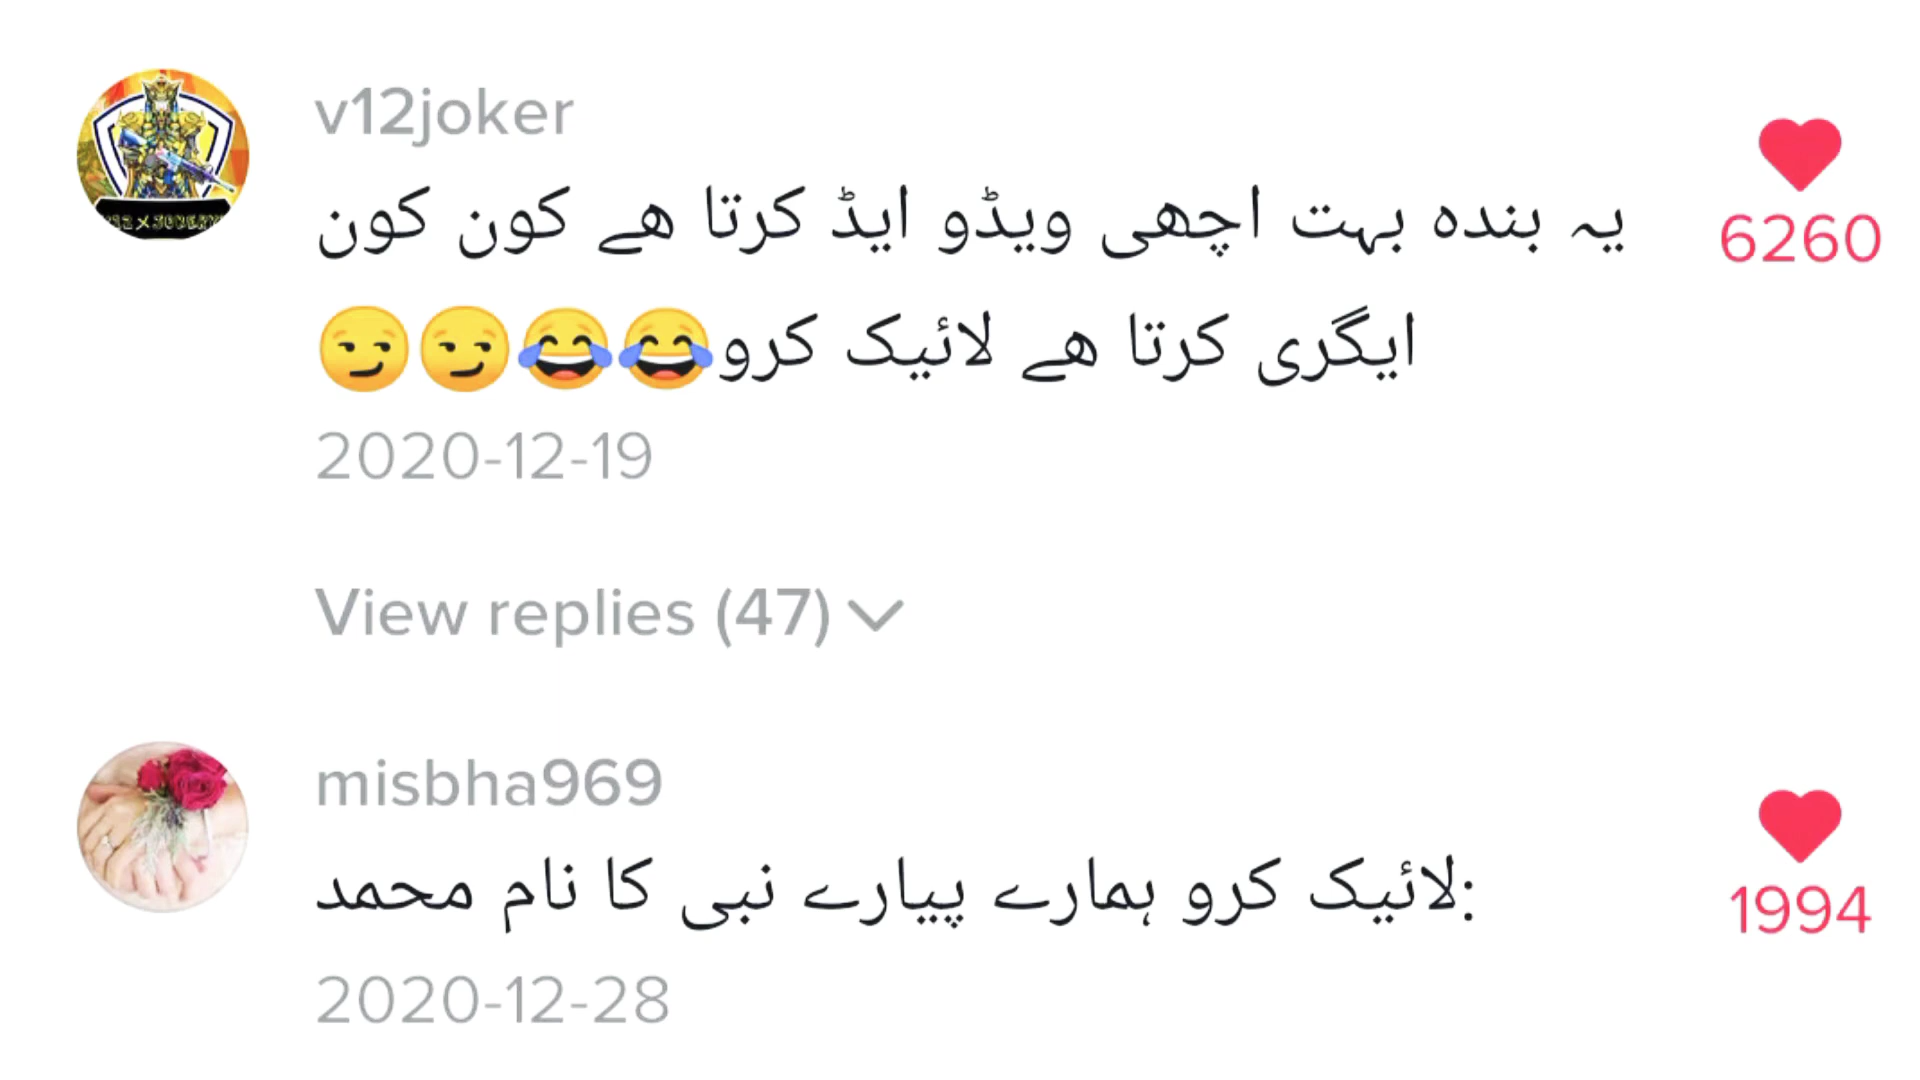 v12joker
یہ بندہ بہت اچھی ویڈو ایڈ کرتا ھے کون کون
ایگری کرتا ھے لائیک کرو😂😂😏😏
6260
2020-12-19
View replies (47)
misbha969
:لائیک کرو ہمارے پیارے نبی کا نام محمد
1994
2020-12-28